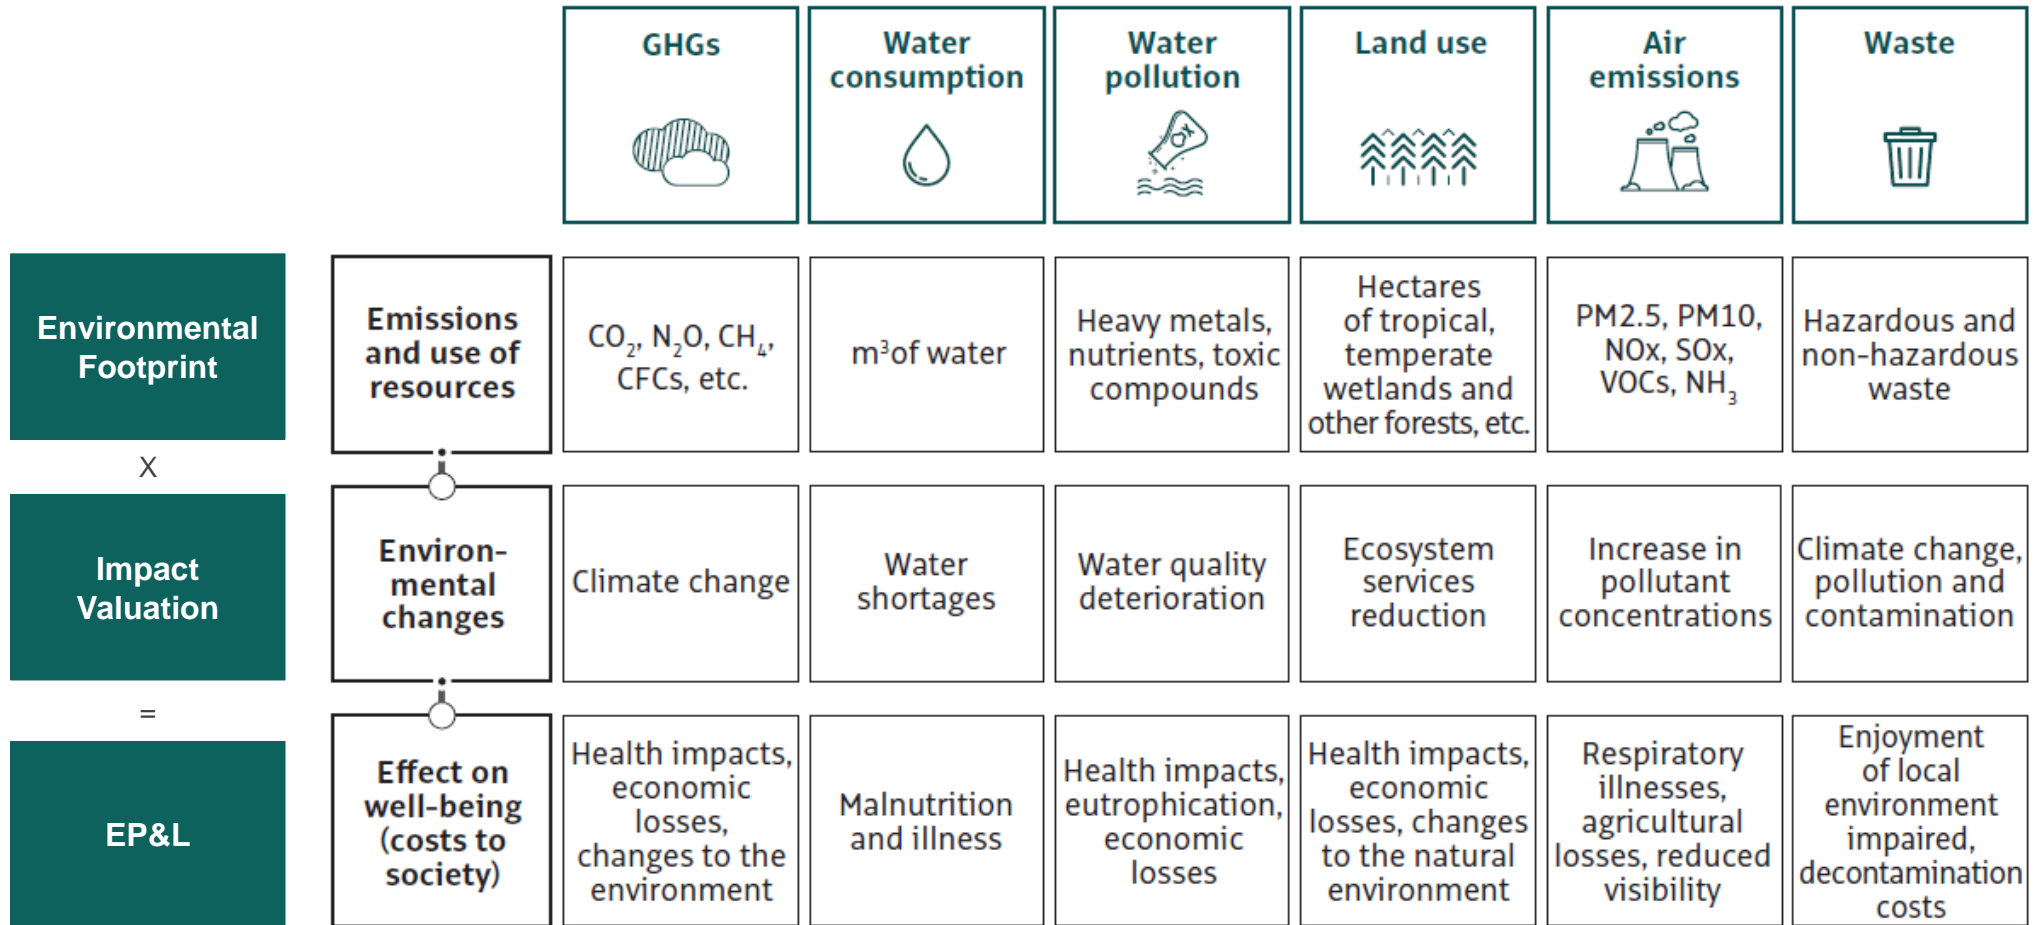 GHGs
Water
consumption
Water
pollution
Land use
Air
emissions
Waste
Environmental
Footprint
Emissions
and use of
resources
CO₂, N₂O, CH₄,
CFCs, etc.
m³of water
Heavy metals,
nutrients, toxic
compounds
Hectares
of tropical,
temperate
wetlands and
other forests, etc.
PM2.5, PM10,
NOx, SOx,
VOCs, NH₃
Hazardous and
non-hazardous
waste
X
Impact
Valuation
Environ-
mental
changes
Climate change
Water
shortages
Water quality
deterioration
Ecosystem
services
reduction
Increase in
pollutant
concentrations
Climate change,
pollution and
contamination
=
EP&L
Effect on
well-being
(costs to
society)
Health impacts,
economic
losses,
changes to the
environment
Malnutrition
and illness
Health impacts,
eutrophication,
economic
losses
Health impacts,
economic
losses, changes
to the natural
environment
Respiratory
illnesses,
agricultural
losses, reduced
visibility
Enjoyment
of local
environment
impaired,
decontamination
costs